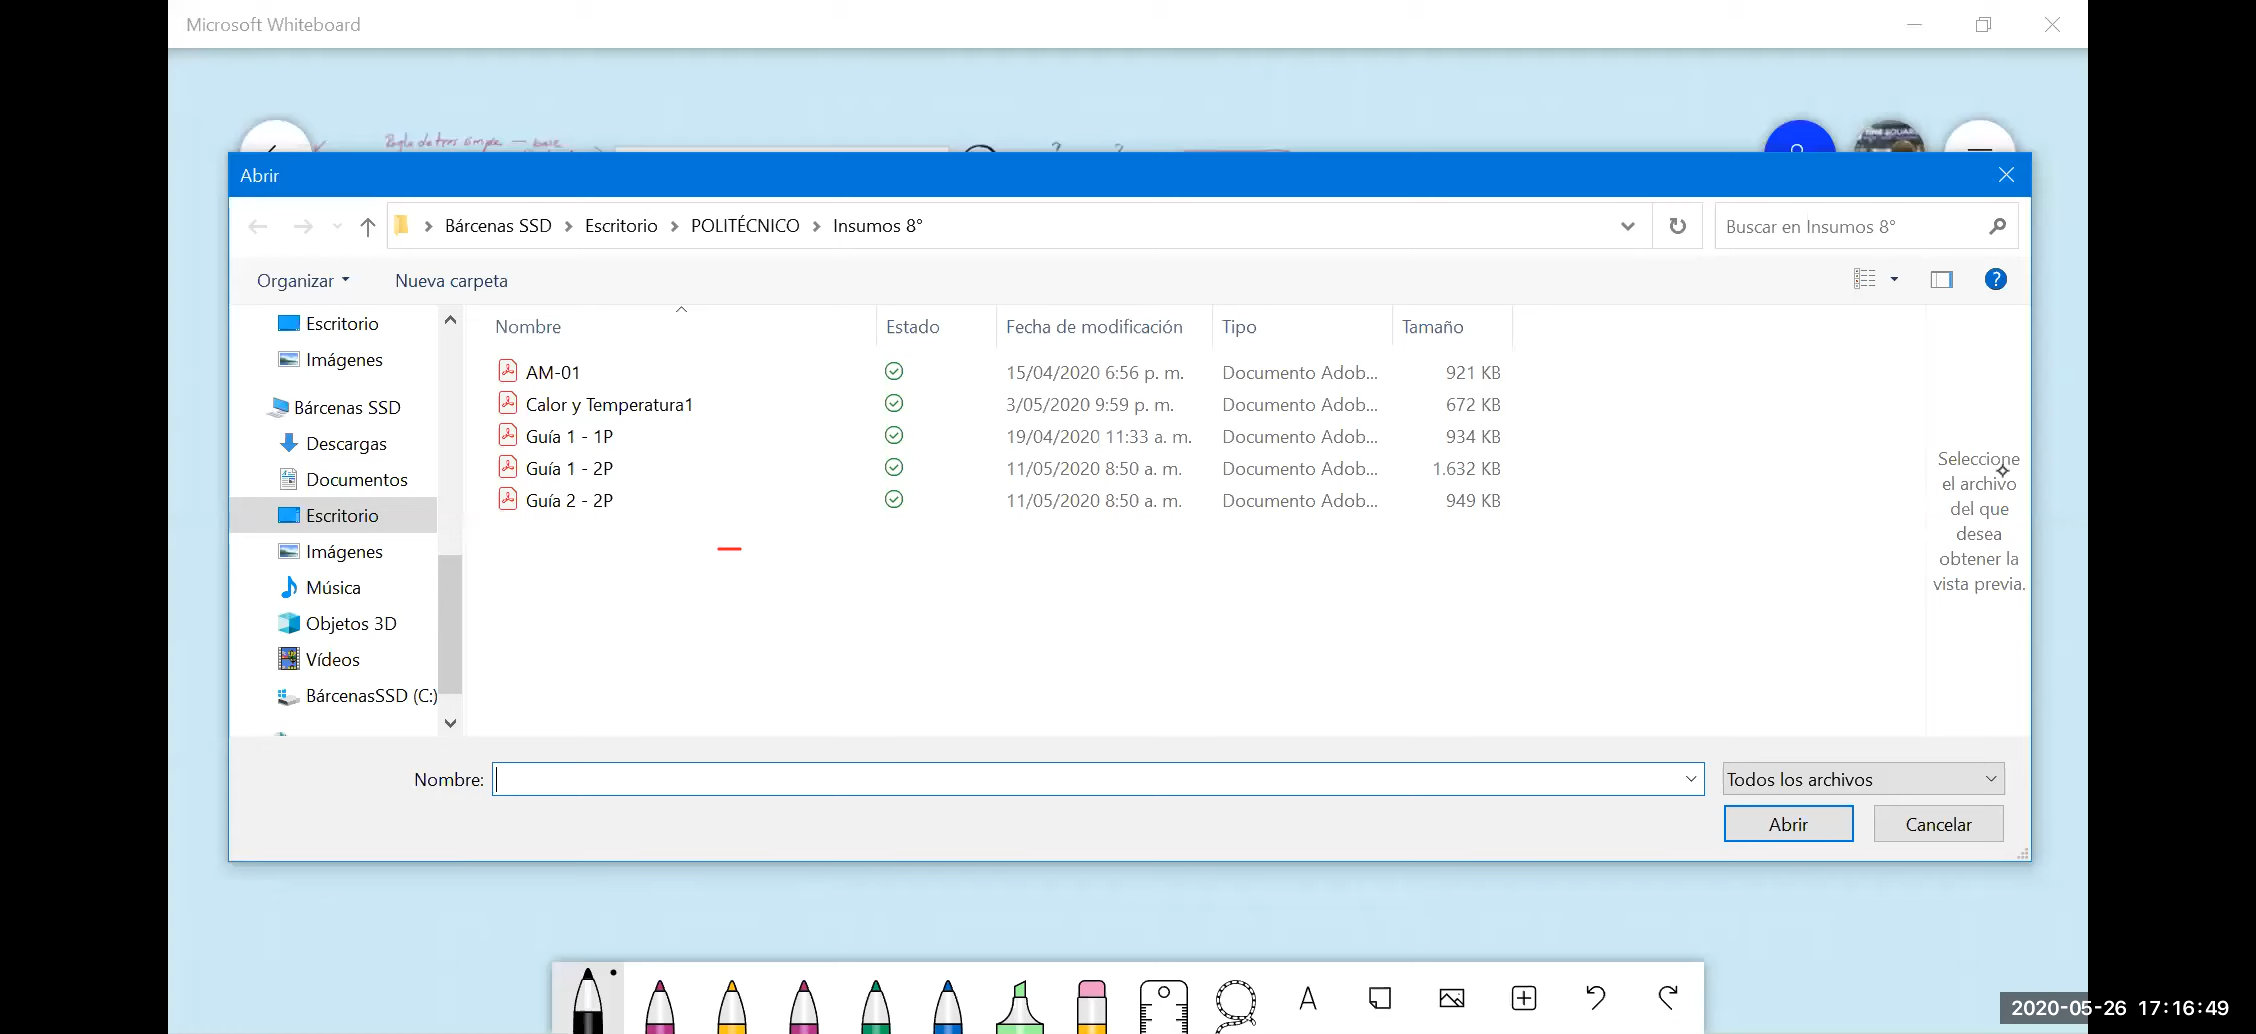 Microsoft Whiteboard
Regla de tres simple — base
Abrir
Bárcenas SSD > Escritorio > POLITÉCNICO > Insumos 8°
Buscar en Insumos 8°
Organizar
Nueva carpeta
Escritorio
Imágenes
Bárcenas SSD
Descargas
Documentos
Escritorio
Imágenes
Música
Objetos 3D
Vídeos
BárcenasSSD (C:)
Nombre Estado Fecha de modificación Tipo Tamaño
AM-01 15/04/2020 6:56 p. m. Documento Adob... 921 KB
Calor y Temperatura1 3/05/2020 9:59 p. m. Documento Adob... 672 KB
Guía 1 - 1P 19/04/2020 11:33 a. m. Documento Adob... 934 KB
Guía 1 - 2P 11/05/2020 8:50 a. m. Documento Adob... 1.632 KB
Guía 2 - 2P 11/05/2020 8:50 a. m. Documento Adob... 949 KB
Seleccione
el archivo
del que
desea
obtener la
vista previa.
Nombre:
Todos los archivos
Abrir
Cancelar
2020-05-26 17:16:49